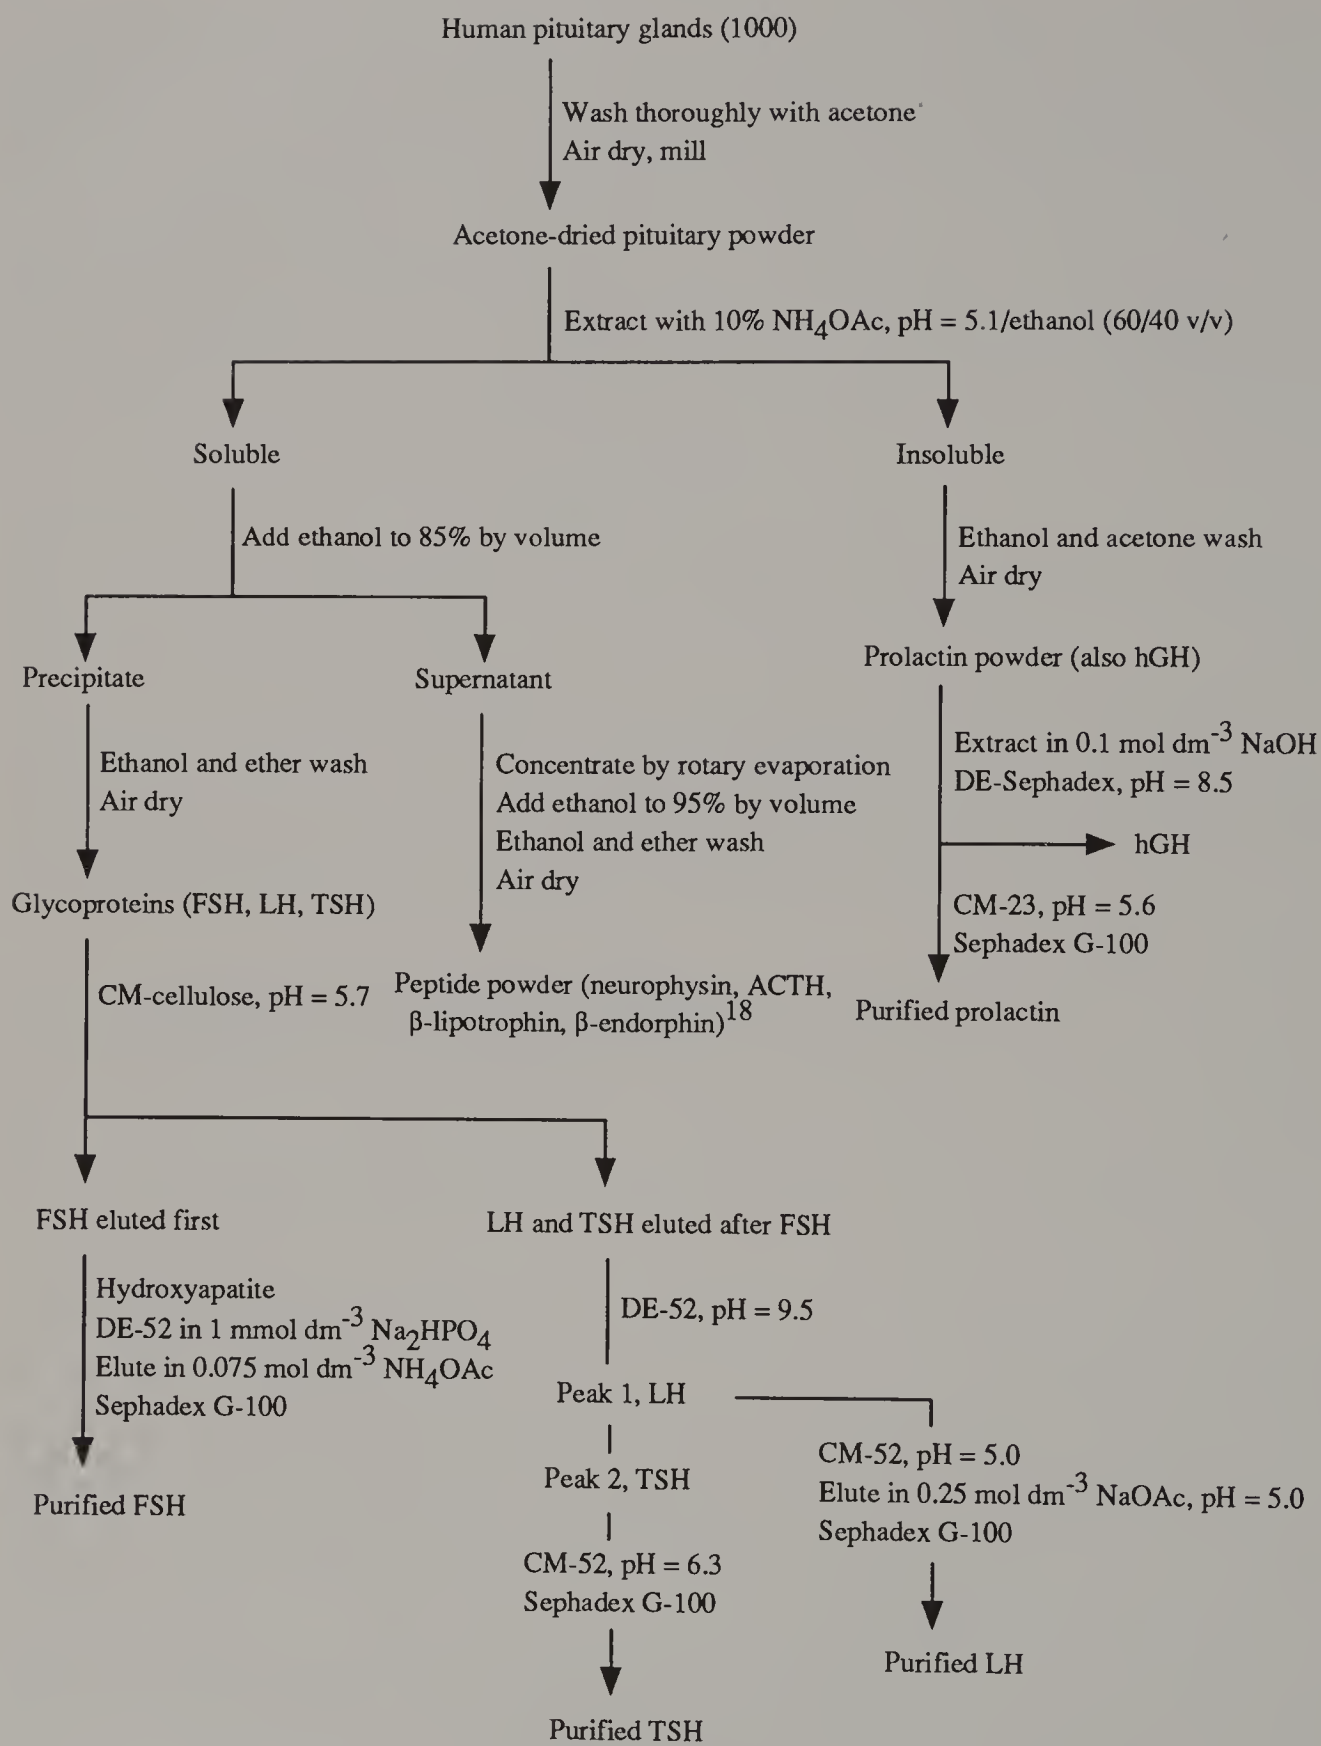 Human pituitary glands (1000)
Wash thoroughly with acetone
Air dry, mill
Acetone-dried pituitary powder
Extract with 10% NH₄OAc, pH = 5.1/ethanol (60/40 v/v)
Soluble
Insoluble
Add ethanol to 85% by volume
Ethanol and acetone wash
Air dry
Precipitate
Supernatant
Prolactin powder (also hGH)
Ethanol and ether wash
Air dry
Concentrate by rotary evaporation
Add ethanol to 95% by volume
Ethanol and ether wash
Air dry
Extract in 0.1 mol dm⁻³ NaOH
DE-Sephadex, pH = 8.5
hGH
Glycoproteins (FSH, LH, TSH)
CM-23, pH = 5.6
Sephadex G-100
CM-cellulose, pH = 5.7
Peptide powder (neurophysin, ACTH,
β-lipotrophin, β-endorphin)¹⁸
Purified prolactin
FSH eluted first
LH and TSH eluted after FSH
Hydroxyapatite
DE-52 in 1 mmol dm⁻³ Na₂HPO₄
Elute in 0.075 mol dm⁻³ NH₄OAc
Sephadex G-100
DE-52, pH = 9.5
Peak 1, LH
Peak 2, TSH
CM-52, pH = 5.0
Elute in 0.25 mol dm⁻³ NaOAc, pH = 5.0
Sephadex G-100
Purified FSH
CM-52, pH = 6.3
Sephadex G-100
Purified LH
Purified TSH